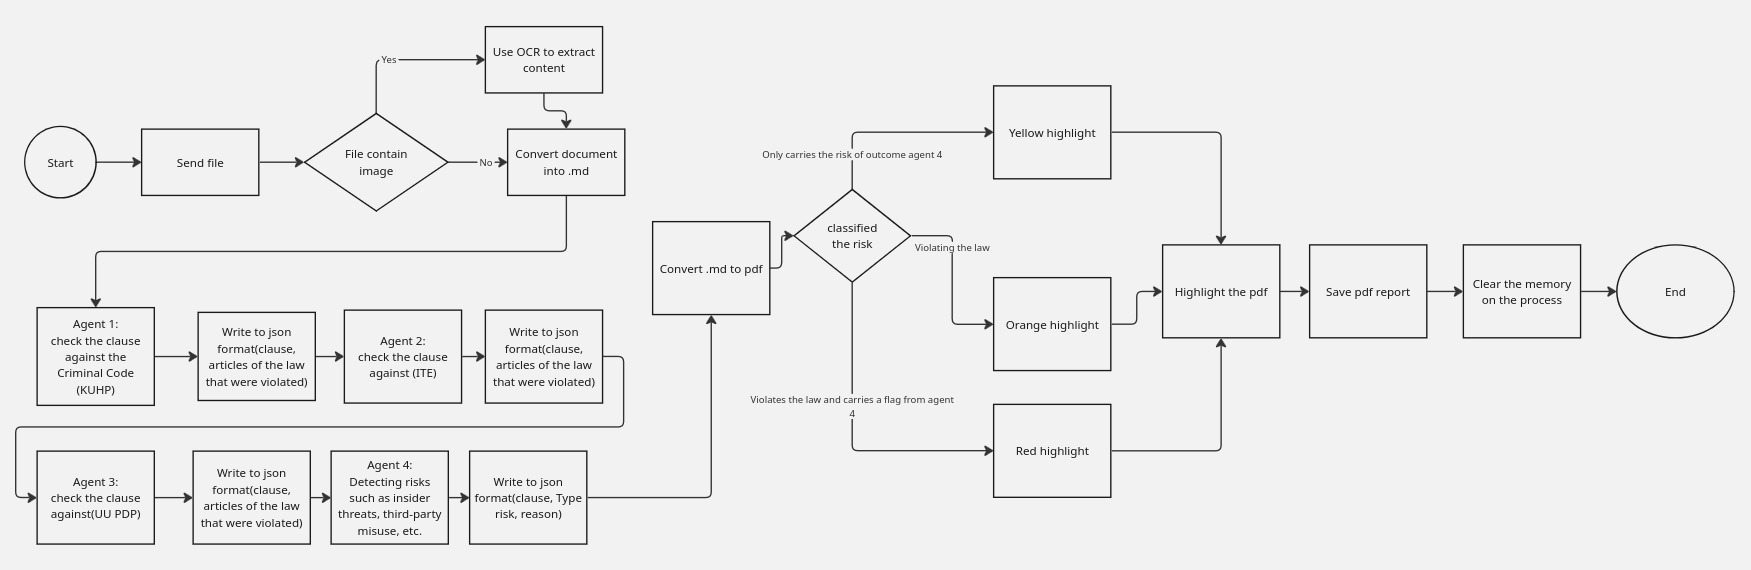 Start
Send file
File contain
image
Yes
Use OCR to extract
content
No
Convert document
into .md
Agent 1:
check the clause
against the
Criminal Code
(KUHP)
Write to json
format(clause,
articles of the law
that were violated)
Agent 2:
check the clause
against (ITE)
Write to json
format(clause,
articles of the law
that were violated)
Agent 3:
check the clause
against(UU PDP)
Write to json
format(clause,
articles of the law
that were violated)
Agent 4:
Detecting risks
such as insider
threats, third-party
misuse, etc.
Write to json
format(clause, Type
risk, reason)
Convert .md to pdf
classified
the risk
Only carries the risk of outcome agent 4
Yellow highlight
Violating the law
Orange highlight
Violates the law and carries a flag from agent
4
Red highlight
Highlight the pdf
Save pdf report
Clear the memory
on the process
End